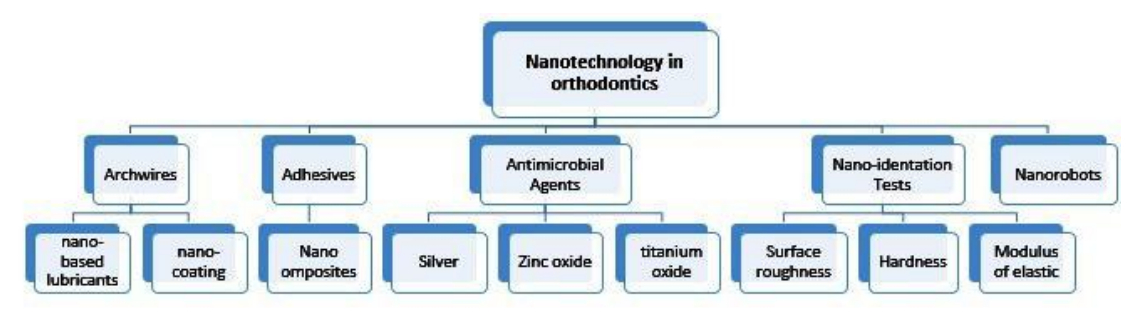 Nanotechnology in
orthodontics
Archwires
Adhesives
Antimicrobial
Agents
Nano-identation
Tests
Nanorobots
nano-
based
lubricants
nano-
coating
Nano
omposites
Silver
Zinc oxide
titanium
oxide
Surface
roughness
Hardness
Modulus
of elastic